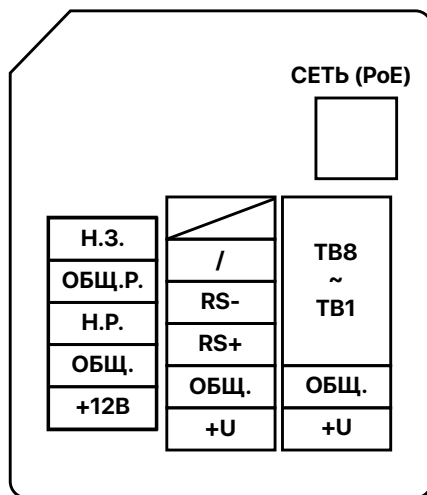 СЕТЬ (PoE)
Н.З.
ОБЩ.Р.
Н.Р.
ОБЩ.
+12В
/
RS-
RS+
ОБЩ.
+U
ТВ8
~
ТВ1
ОБЩ.
+U